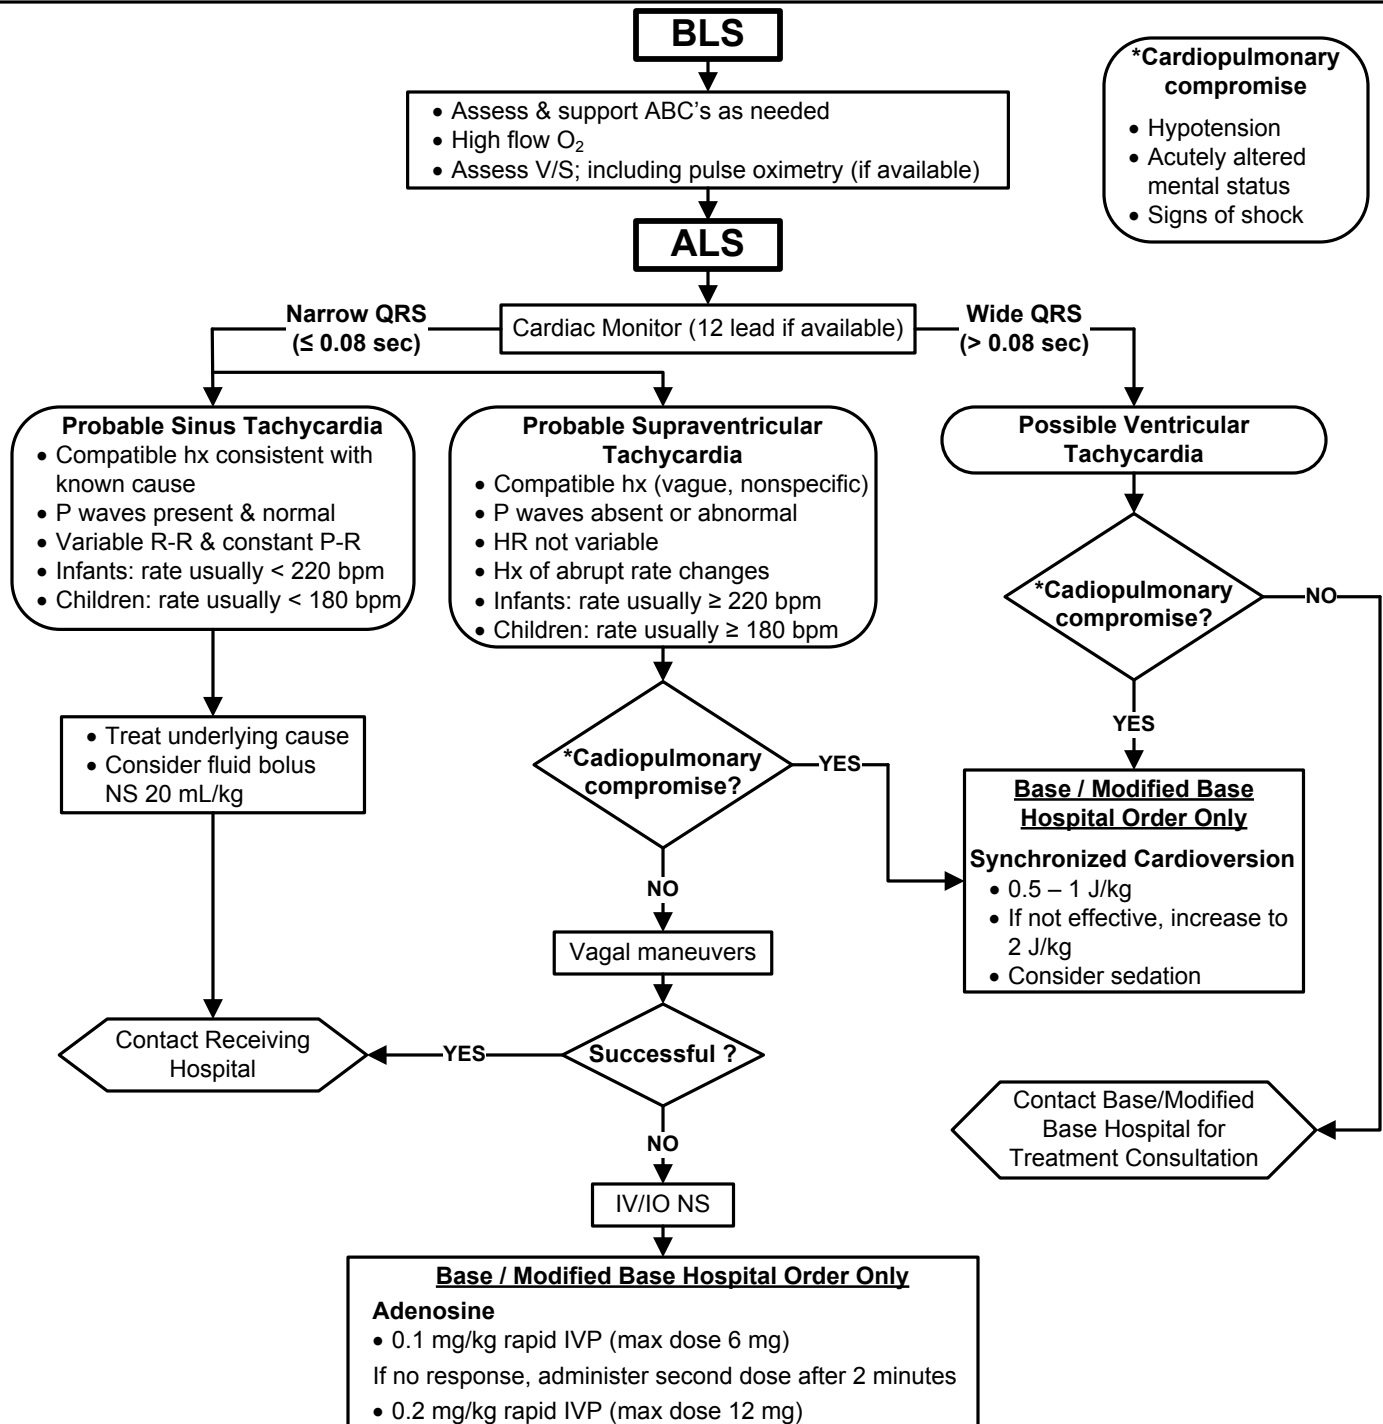 BLS
• Assess & support ABC's as needed
• High flow O₂
• Assess V/S; including pulse oximetry (if available)
*Cardiopulmonary
compromise
• Hypotension
• Acutely altered
mental status
• Signs of shock
ALS
Narrow QRS
(≤ 0.08 sec)
Cardiac Monitor (12 lead if available)
Wide QRS
(> 0.08 sec)
Probable Sinus Tachycardia
• Compatible hx consistent with
known cause
• P waves present & normal
• Variable R-R & constant P-R
• Infants: rate usually < 220 bpm
• Children: rate usually < 180 bpm
Probable Supraventricular
Tachycardia
• Compatible hx (vague, nonspecific)
• P waves absent or abnormal
• HR not variable
• Hx of abrupt rate changes
• Infants: rate usually ≥ 220 bpm
• Children: rate usually ≥ 180 bpm
Possible Ventricular
Tachycardia
*Cadiopulmonary
compromise?
NO
YES
• Treat underlying cause
• Consider fluid bolus
NS 20 mL/kg
*Cadiopulmonary
compromise?
YES
Base / Modified Base
Hospital Order Only
Synchronized Cardioversion
• 0.5 – 1 J/kg
• If not effective, increase to
2 J/kg
• Consider sedation
NO
Vagal maneuvers
Contact Receiving
Hospital
YES
Successful ?
NO
Contact Base/Modified
Base Hospital for
Treatment Consultation
IV/IO NS
Base / Modified Base Hospital Order Only
Adenosine
• 0.1 mg/kg rapid IVP (max dose 6 mg)
If no response, administer second dose after 2 minutes
• 0.2 mg/kg rapid IVP (max dose 12 mg)